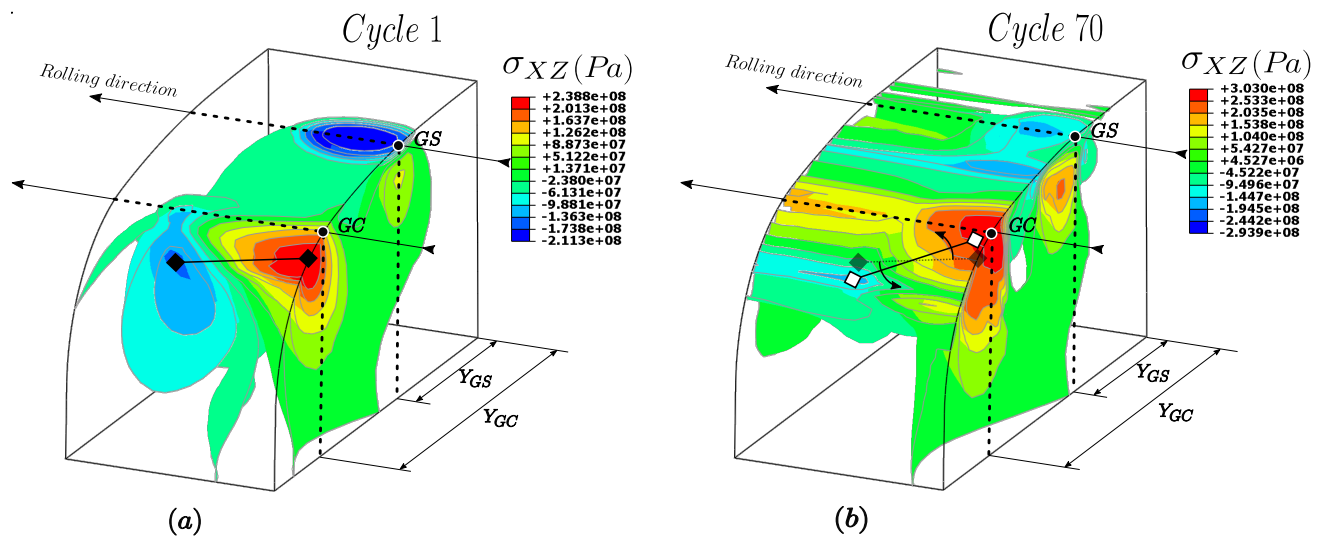 Cycle 1
Rolling direction
σXZ(Pa)
+2.388e+08
+2.013e+08
+1.637e+08
+1.262e+08
+8.873e+07
+5.122e+07
+1.371e+07
-2.380e+07
-6.131e+07
-9.881e+07
-1.363e+08
-1.738e+08
-2.113e+08
GS
GC
YGS
YGC
(a)
Cycle 70
Rolling direction
σXZ(Pa)
+3.030e+08
+2.533e+08
+2.035e+08
+1.538e+08
+1.040e+08
+5.427e+07
+4.527e+06
-4.522e+07
-9.496e+07
-1.447e+08
-1.945e+08
-2.442e+08
-2.939e+08
GS
GC
YGS
YGC
(b)